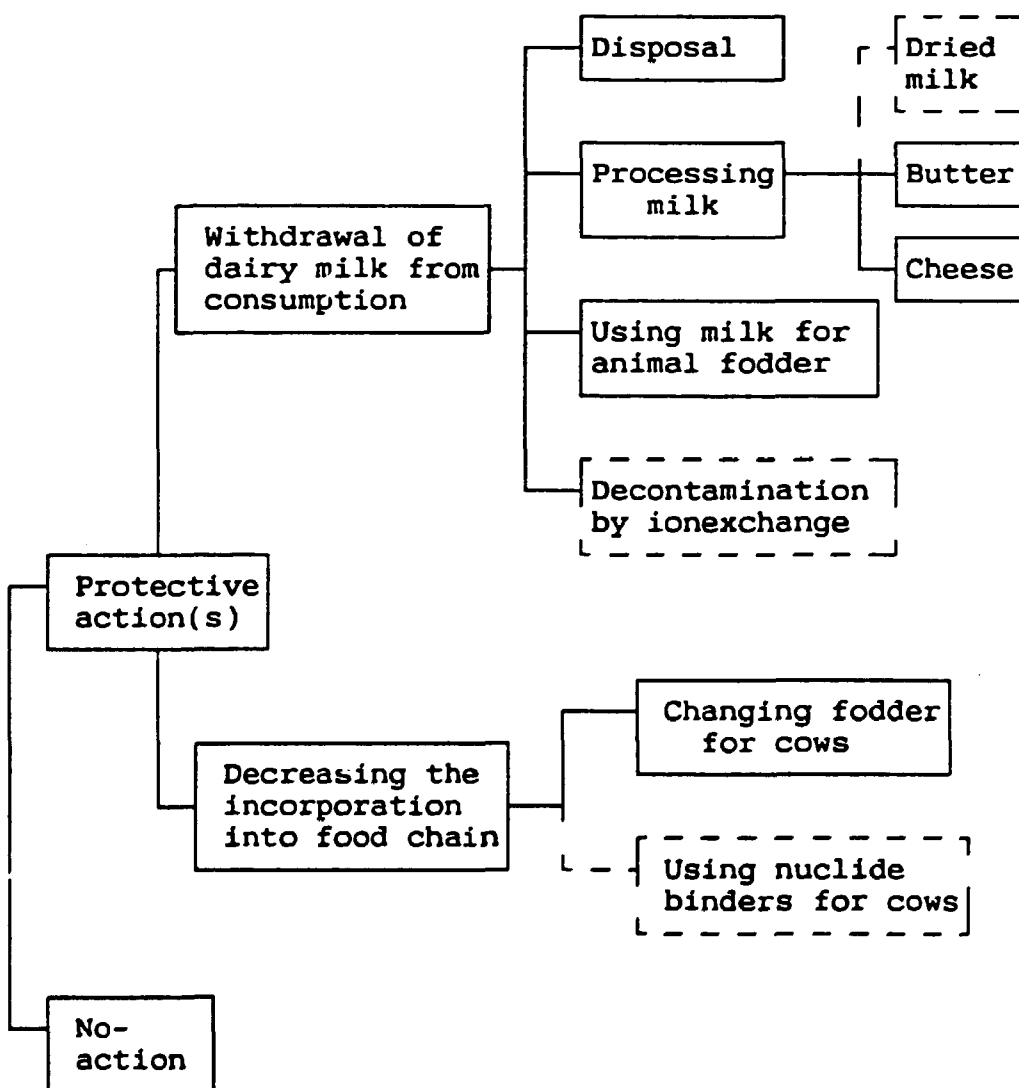 Disposal
Dried
milk
Processing
milk
Butter
Withdrawal of
dairy milk from
consumption
Cheese
Using milk for
animal fodder
Decontamination
by ionexchange
Protective
action(s)
Changing fodder
for cows
Decreasing the
incorporation
into food chain
Using nuclide
binders for cows
No-
action